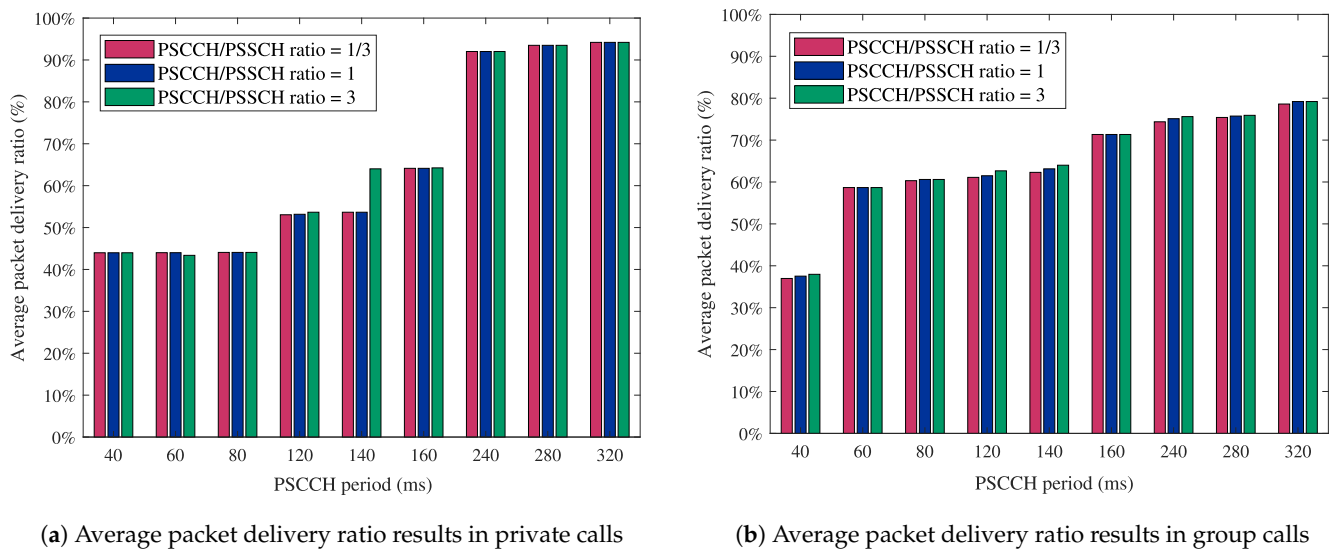 100%
90%
80%
70%
60%
50%
40%
30%
20%
10%
0%
Average packet delivery ratio (%)
PSCCH/PSSCH ratio = 1/3
PSCCH/PSSCH ratio = 1
PSCCH/PSSCH ratio = 3
40 60 80 120 140 160 240 280 320
PSCCH period (ms)
(a) Average packet delivery ratio results in private calls
100%
90%
80%
70%
60%
50%
40%
30%
20%
10%
0%
Average packet delivery ratio (%)
PSCCH/PSSCH ratio = 1/3
PSCCH/PSSCH ratio = 1
PSCCH/PSSCH ratio = 3
40 60 80 120 140 160 240 280 320
PSCCH period (ms)
(b) Average packet delivery ratio results in group calls